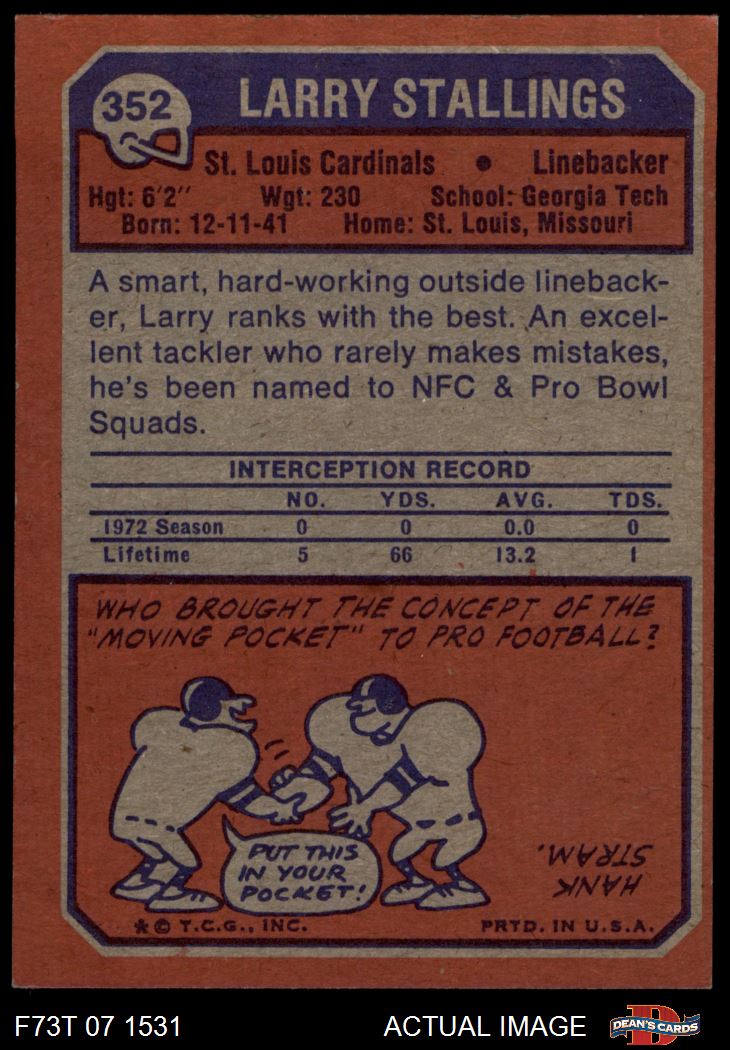 352
LARRY STALLINGS
St. Louis Cardinals • Linebacker
Hgt: 6'2" Wgt: 230 School: Georgia Tech
Born: 12-11-41 Home: St. Louis, Missouri
A smart, hard-working outside lineback-
er, Larry ranks with the best. An excel-
lent tackler who rarely makes mistakes,
he's been named to NFC & Pro Bowl
Squads.
INTERCEPTION RECORD
NO. YDS. AVG. TDS.
1972 Season 0 0 0.0 0
Lifetime 5 66 13.2 1
WHO BROUGHT THE CONCEPT OF THE
"MOVING POCKET" TO PRO FOOTBALL?
PUT THIS
IN YOUR
POCKET!
HANK
STRAM.
* © T.C.G., INC. PRTD. IN U.S.A.
F73T 07 1531 ACTUAL IMAGE
D
DEAN'S CARDS